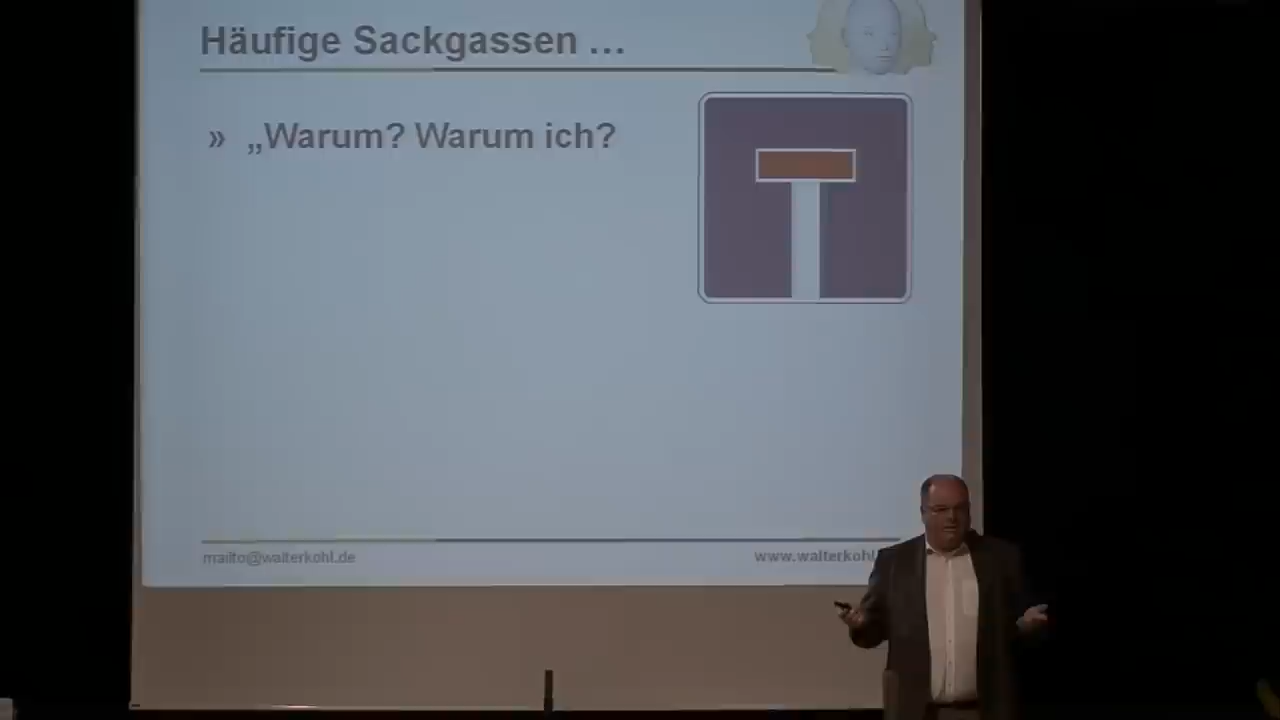 Häufige Sackgassen ...
» „Warum? Warum ich?
mailto@walterkohl.de
www.walterkohl